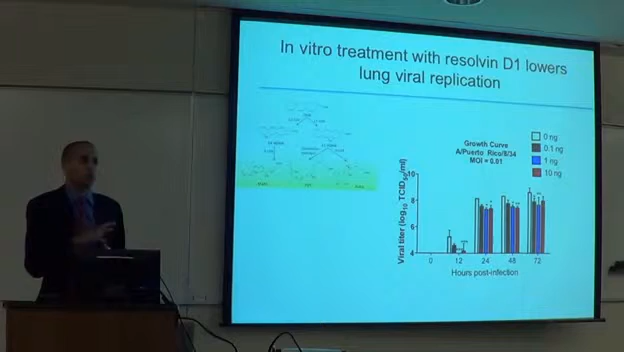 In vitro treatment with resolvin D1 lowers
lung viral replication
Growth Curve
A/Puerto Rico/8/34
MOI = 0.01
0 ng
0.1 ng
1 ng
10 ng
Viral titer (log10 TCID50/ml)
10
8
6
4
0
12
24
48
72
Hours post-infection